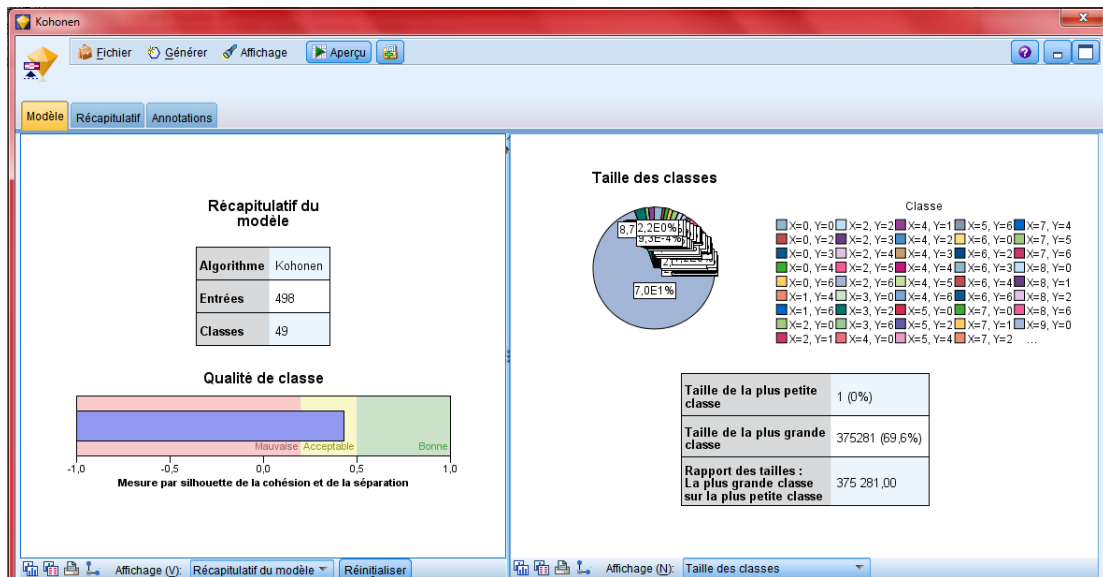 Kohonen
Fichier Générer Affichage Aperçu
Modèle Récapitulatif Annotations
Récapitulatif du
modèle
Algorithme Kohonen
Entrées 498
Classes 49
Qualité de classe
Mauvaise Acceptable Bonne
-1,0 -0,5 0,0 0,5 1,0
Mesure par silhouette de la cohésion et de la séparation
Affichage (V): Récapitulatif du modèle Réinitialiser
Taille des classes
8,7 2,2E0%
9,3E-4%
7,0E1%
Classe
X=0, Y=0 X=2, Y=2 X=4, Y=1 X=5, Y=6 X=7, Y=4
X=0, Y=2 X=2, Y=3 X=4, Y=2 X=6, Y=0 X=7, Y=5
X=0, Y=3 X=2, Y=4 X=4, Y=3 X=6, Y=2 X=7, Y=6
X=0, Y=4 X=2, Y=5 X=4, Y=4 X=6, Y=3 X=8, Y=0
X=0, Y=6 X=2, Y=6 X=4, Y=5 X=6, Y=4 X=8, Y=1
X=1, Y=4 X=3, Y=0 X=4, Y=6 X=6, Y=6 X=8, Y=2
X=1, Y=6 X=3, Y=2 X=5, Y=0 X=7, Y=0 X=8, Y=6
X=2, Y=0 X=3, Y=6 X=5, Y=2 X=7, Y=1 X=9, Y=0
X=2, Y=1 X=4, Y=0 X=5, Y=4 X=7, Y=2 ...
Taille de la plus petite
classe
1 (0%)
Taille de la plus grande
classe
375281 (69,6%)
Rapport des tailles :
La plus grande classe
sur la plus petite classe
375 281,00
Affichage (N): Taille des classes